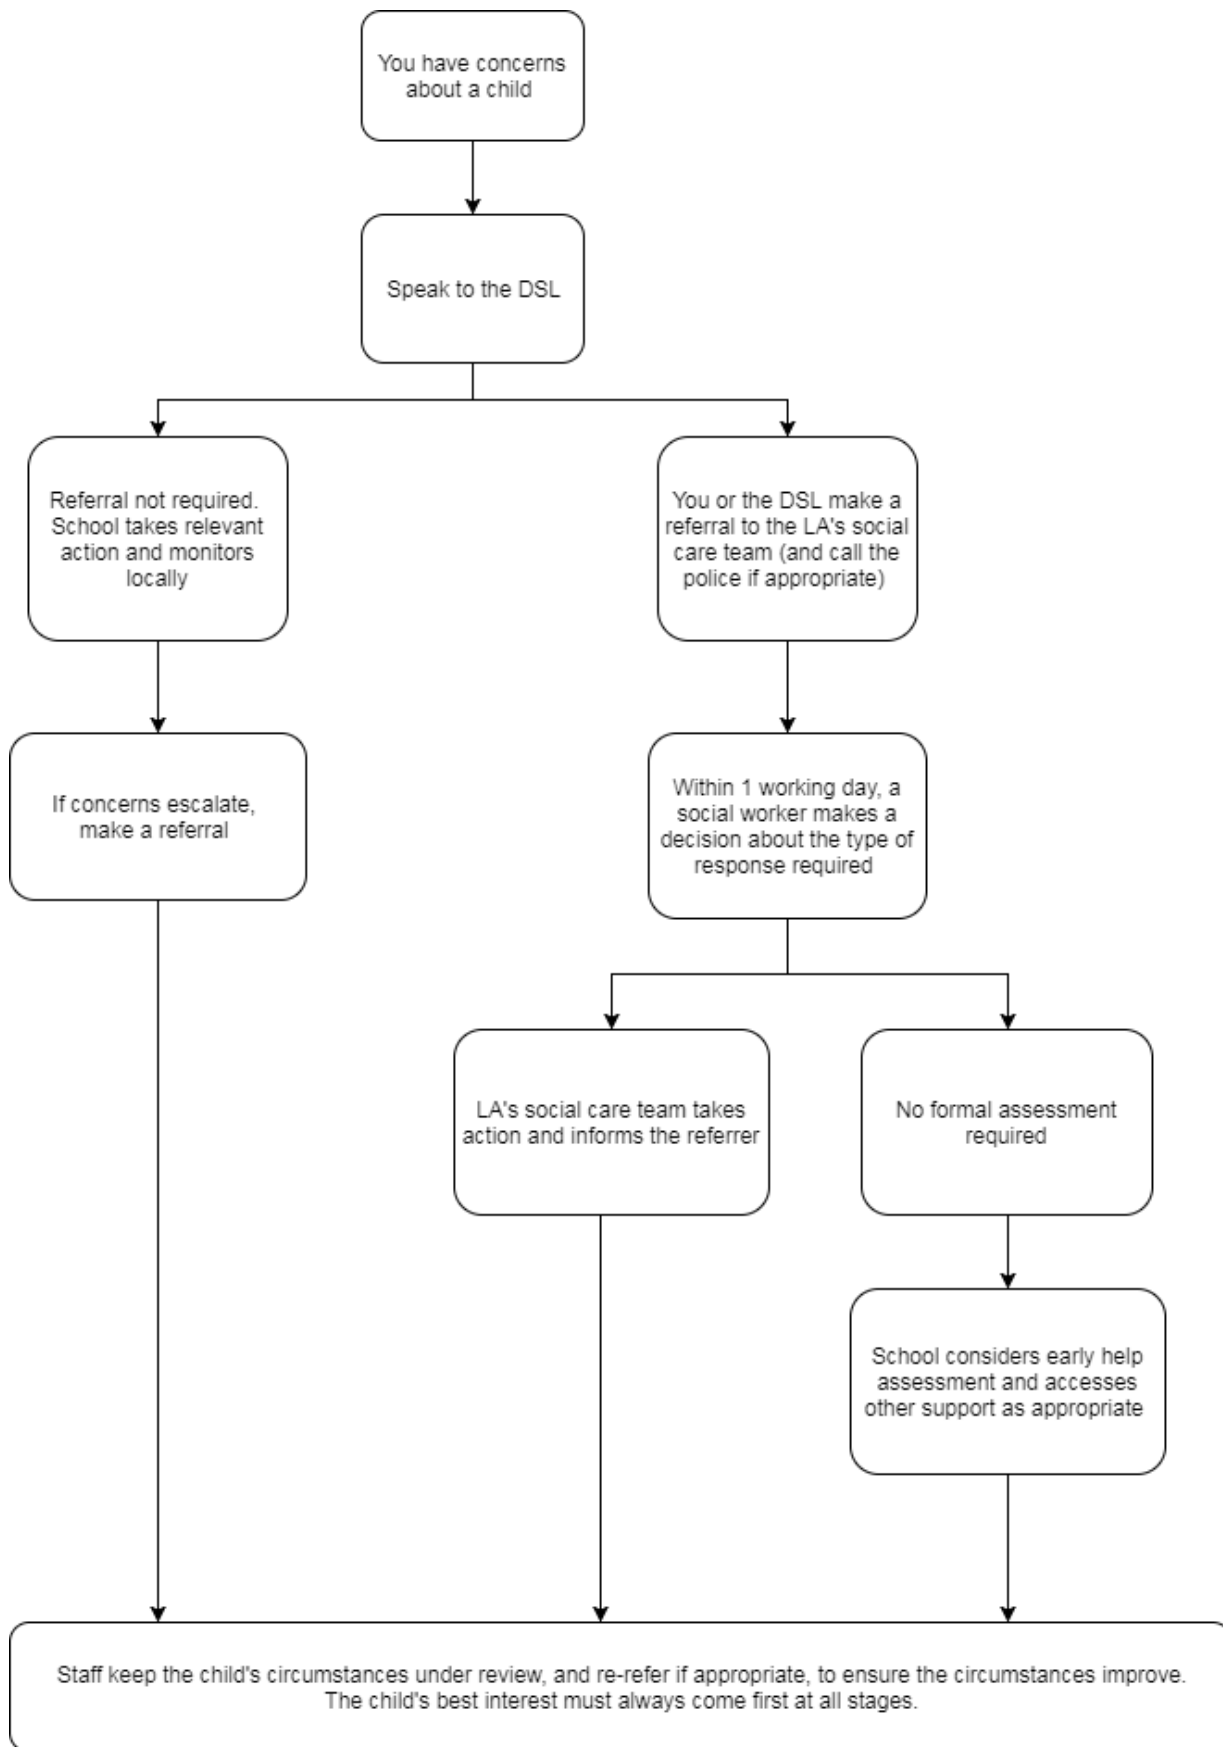 You have concerns
about a child
Speak to the DSL
Referral not required.
School takes relevant
action and monitors
locally
You or the DSL make a
referral to the LA's social
care team (and call the
police if appropriate)
If concerns escalate,
make a referral
Within 1 working day, a
social worker makes a
decision about the type of
response required
LA's social care team takes
action and informs the referrer
No formal assessment
required
School considers early help
assessment and accesses
other support as appropriate
Staff keep the child's circumstances under review, and re-refer if appropriate, to ensure the circumstances improve.
The child's best interest must always come first at all stages.